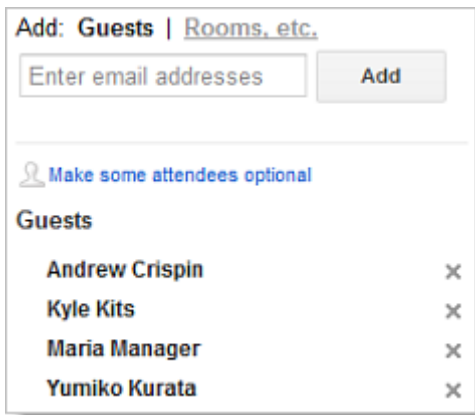 Add: Guests | Rooms, etc.
Enter email addresses Add
Make some attendees optional
Guests
Andrew Crispin
Kyle Kits
Maria Manager
Yumiko Kurata